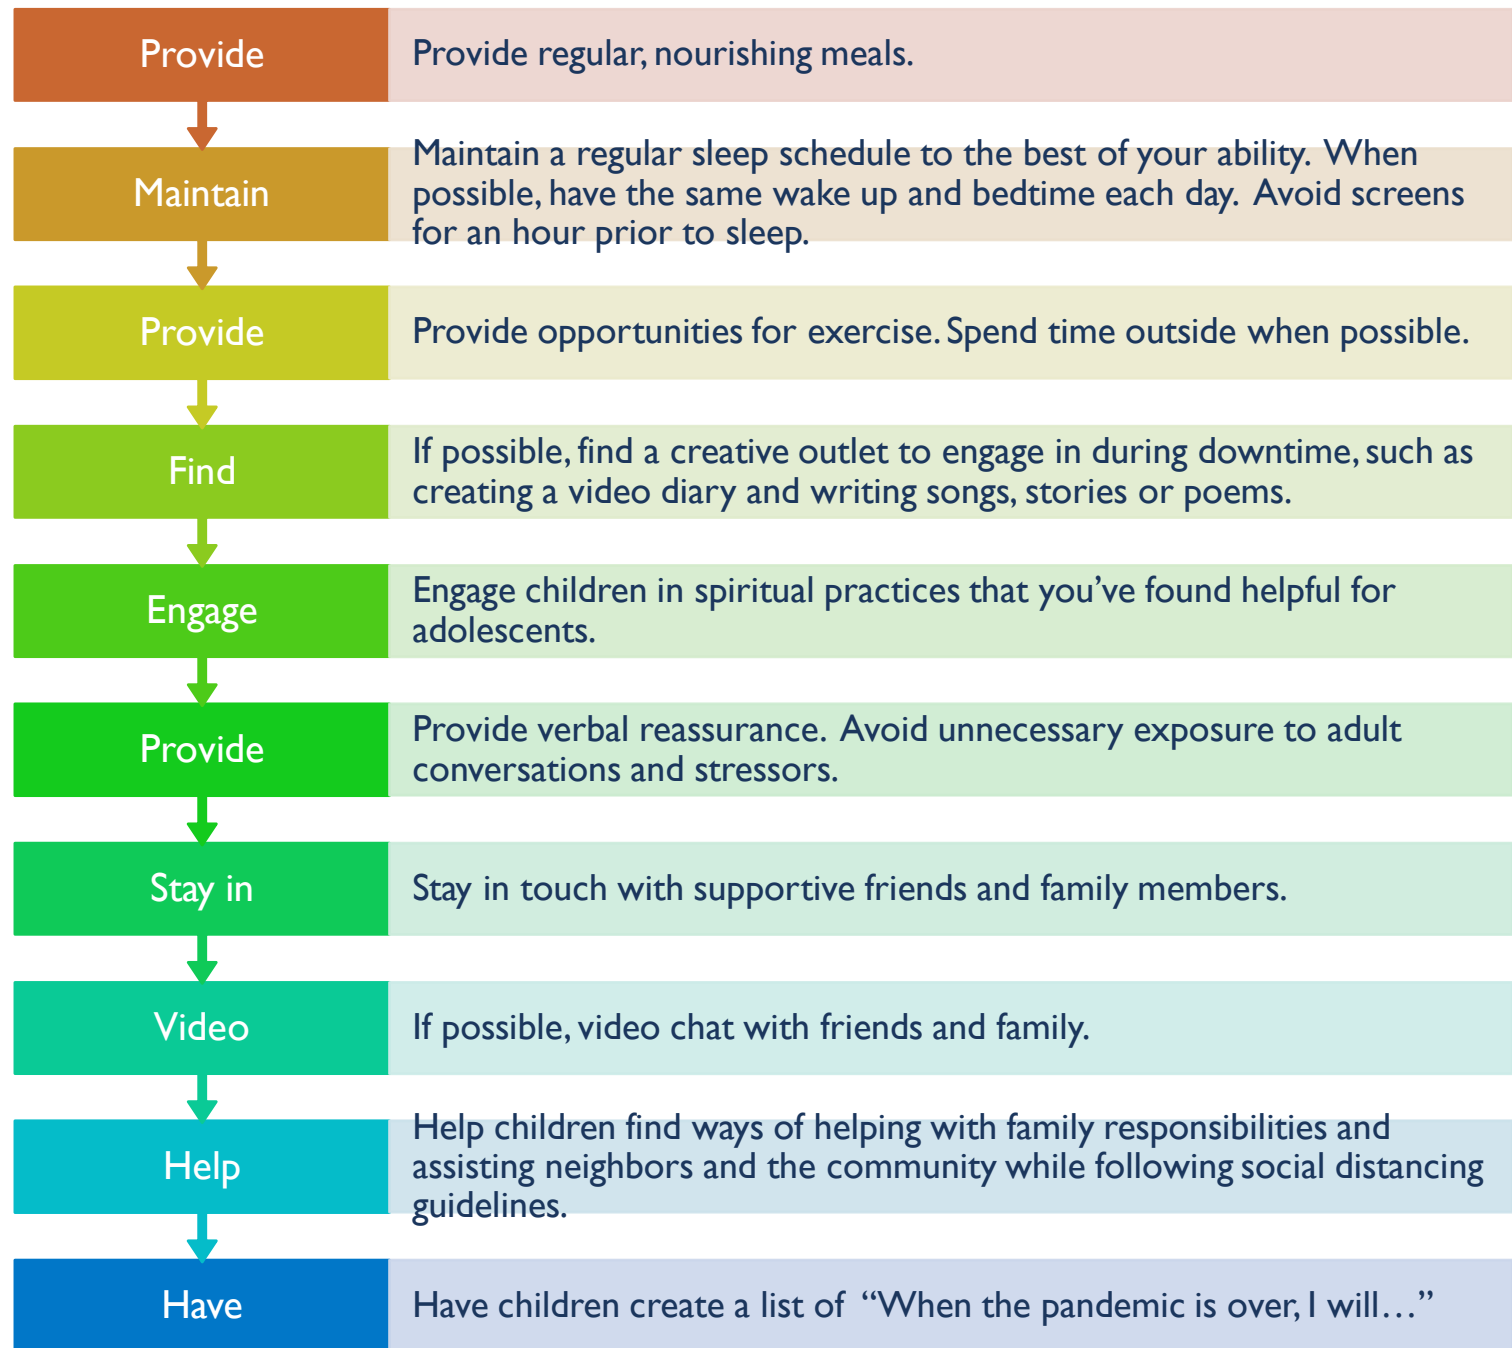 Provide
Provide regular, nourishing meals.
Maintain
Maintain a regular sleep schedule to the best of your ability. When
possible, have the same wake up and bedtime each day. Avoid screens
for an hour prior to sleep.
Provide
Provide opportunities for exercise. Spend time outside when possible.
Find
If possible, find a creative outlet to engage in during downtime, such as
creating a video diary and writing songs, stories or poems.
Engage
Engage children in spiritual practices that you’ve found helpful for
adolescents.
Provide
Provide verbal reassurance. Avoid unnecessary exposure to adult
conversations and stressors.
Stay in
Stay in touch with supportive friends and family members.
Video
If possible, video chat with friends and family.
Help
Help children find ways of helping with family responsibilities and
assisting neighbors and the community while following social distancing
guidelines.
Have
Have children create a list of “When the pandemic is over, I will…”